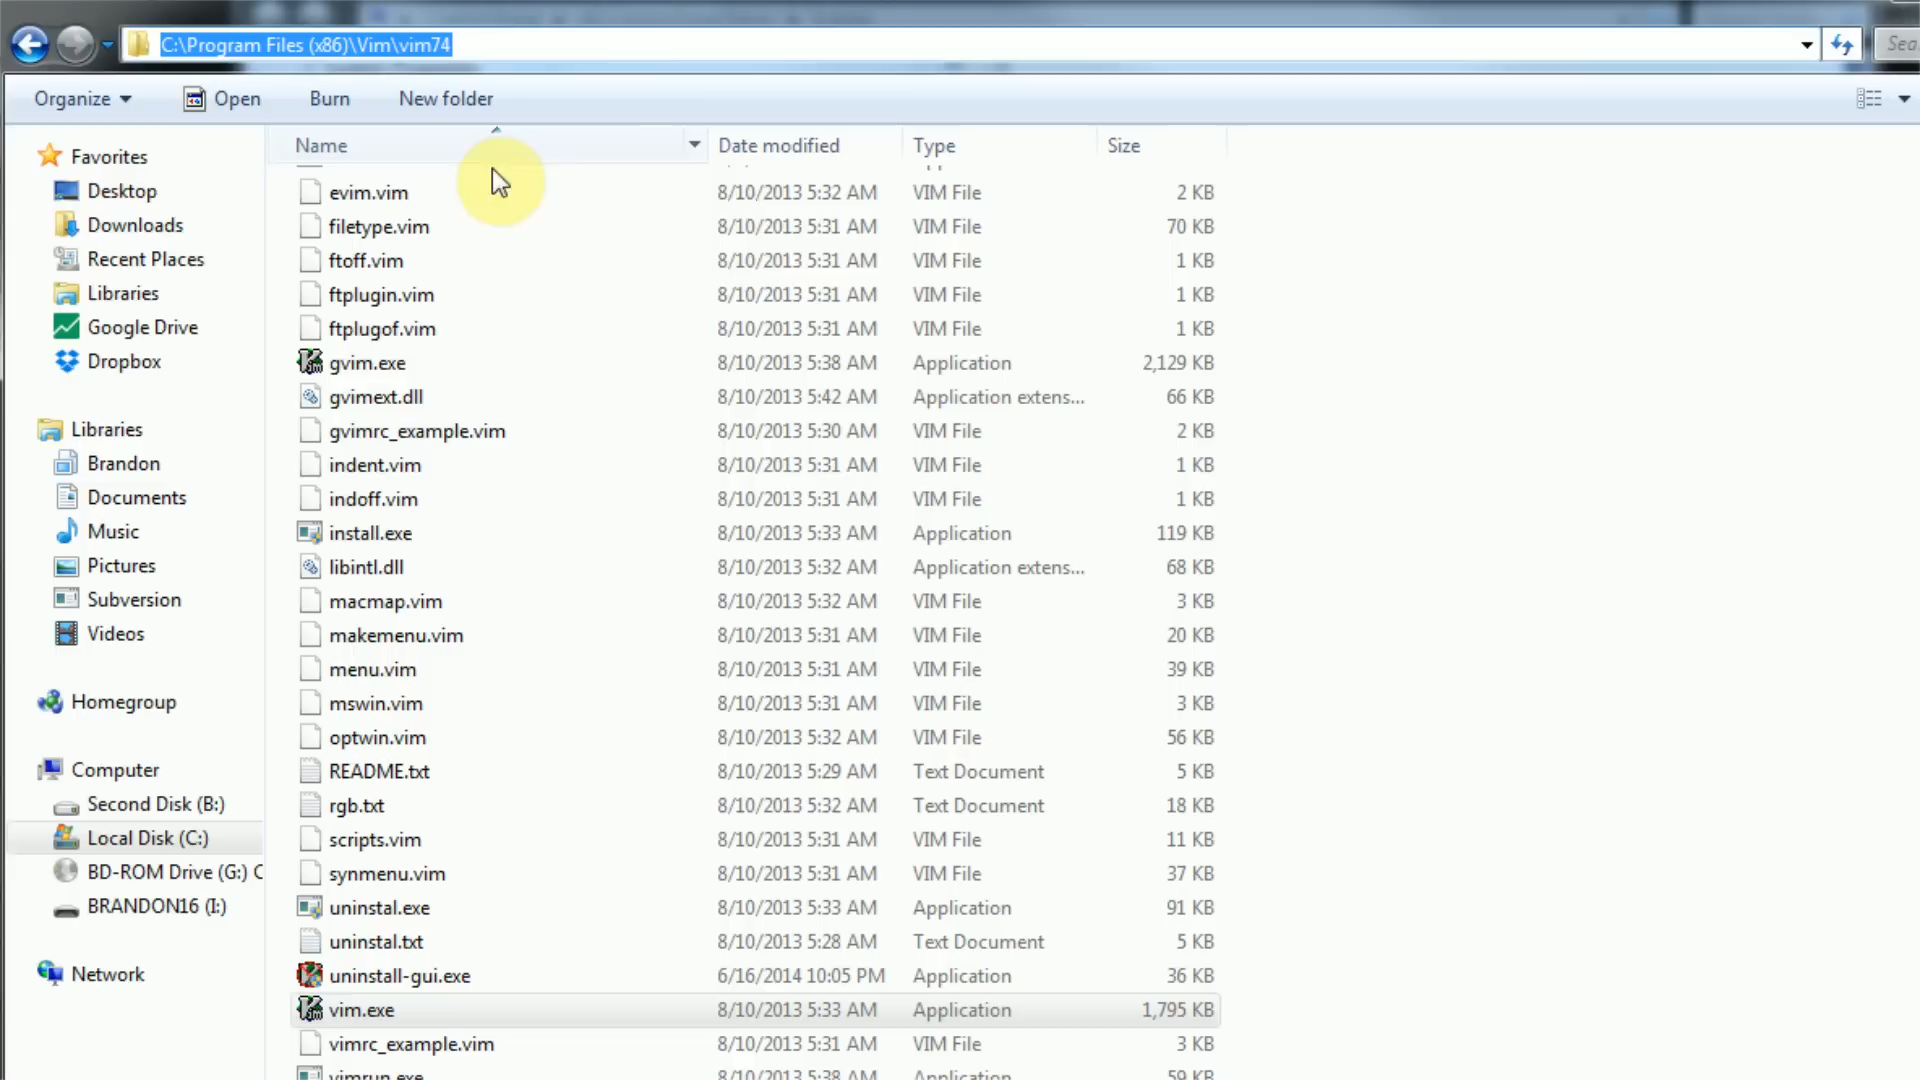 C:\Program Files (x86)\Vim\vim74
Organize Open Burn New folder
Name Date modified Type Size
Favorites
Desktop
Downloads
Recent Places
Libraries
Google Drive
Dropbox
Libraries
Brandon
Documents
Music
Pictures
Subversion
Videos
Homegroup
Computer
Second Disk (B:)
Local Disk (C:)
BD-ROM Drive (G:) C
BRANDON16 (I:)
Network
evim.vim 8/10/2013 5:32 AM VIM File 2 KB
filetype.vim 8/10/2013 5:31 AM VIM File 70 KB
ftoff.vim 8/10/2013 5:31 AM VIM File 1 KB
ftplugin.vim 8/10/2013 5:31 AM VIM File 1 KB
ftplugof.vim 8/10/2013 5:31 AM VIM File 1 KB
gvim.exe 8/10/2013 5:38 AM Application 2,129 KB
gvimext.dll 8/10/2013 5:42 AM Application extens... 66 KB
gvimrc_example.vim 8/10/2013 5:30 AM VIM File 2 KB
indent.vim 8/10/2013 5:31 AM VIM File 1 KB
indoff.vim 8/10/2013 5:31 AM VIM File 1 KB
install.exe 8/10/2013 5:33 AM Application 119 KB
libintl.dll 8/10/2013 5:32 AM Application extens... 68 KB
macmap.vim 8/10/2013 5:32 AM VIM File 3 KB
makemenu.vim 8/10/2013 5:31 AM VIM File 20 KB
menu.vim 8/10/2013 5:31 AM VIM File 39 KB
mswin.vim 8/10/2013 5:31 AM VIM File 3 KB
optwin.vim 8/10/2013 5:32 AM VIM File 56 KB
README.txt 8/10/2013 5:29 AM Text Document 5 KB
rgb.txt 8/10/2013 5:32 AM Text Document 18 KB
scripts.vim 8/10/2013 5:31 AM VIM File 11 KB
synmenu.vim 8/10/2013 5:31 AM VIM File 37 KB
uninstal.exe 8/10/2013 5:33 AM Application 91 KB
uninstal.txt 8/10/2013 5:28 AM Text Document 5 KB
uninstall-gui.exe 6/16/2014 10:05 PM Application 36 KB
vim.exe 8/10/2013 5:33 AM Application 1,795 KB
vimrc_example.vim 8/10/2013 5:31 AM VIM File 3 KB
vimrun.exe 8/10/2013 5:38 AM Application 59 KB